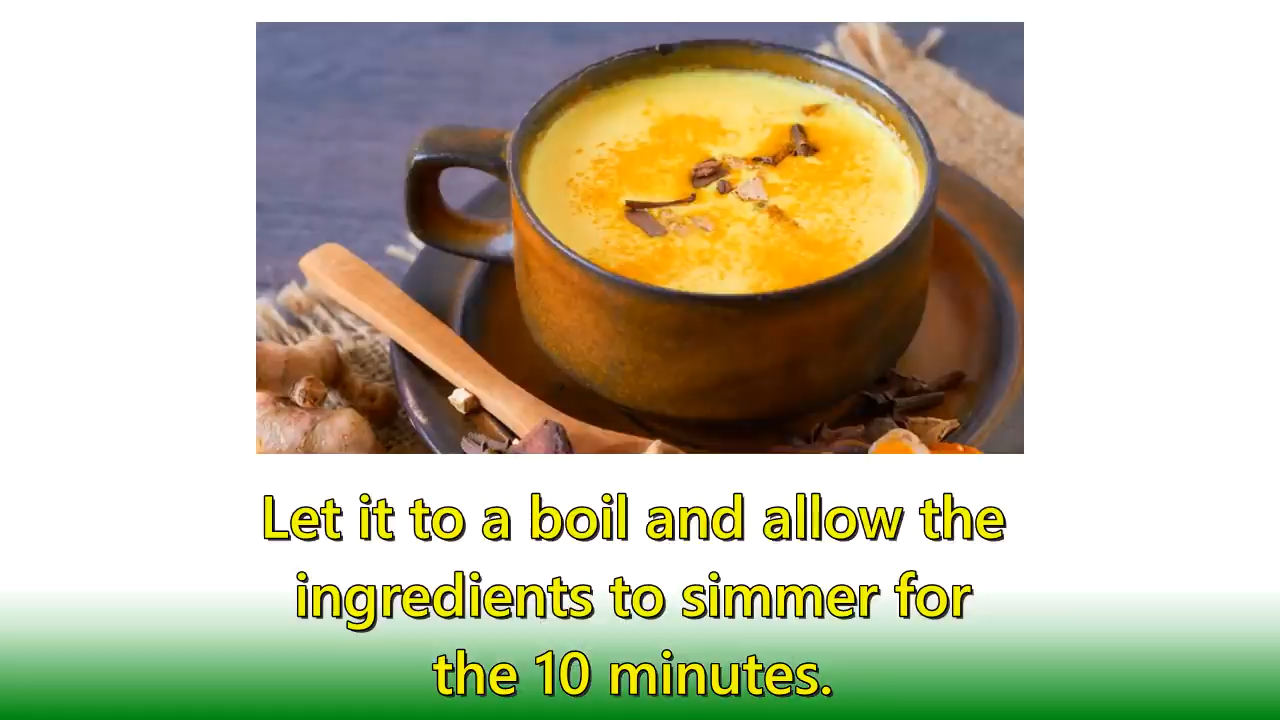 Let it to a boil and allow the
ingredients to simmer for
the 10 minutes.